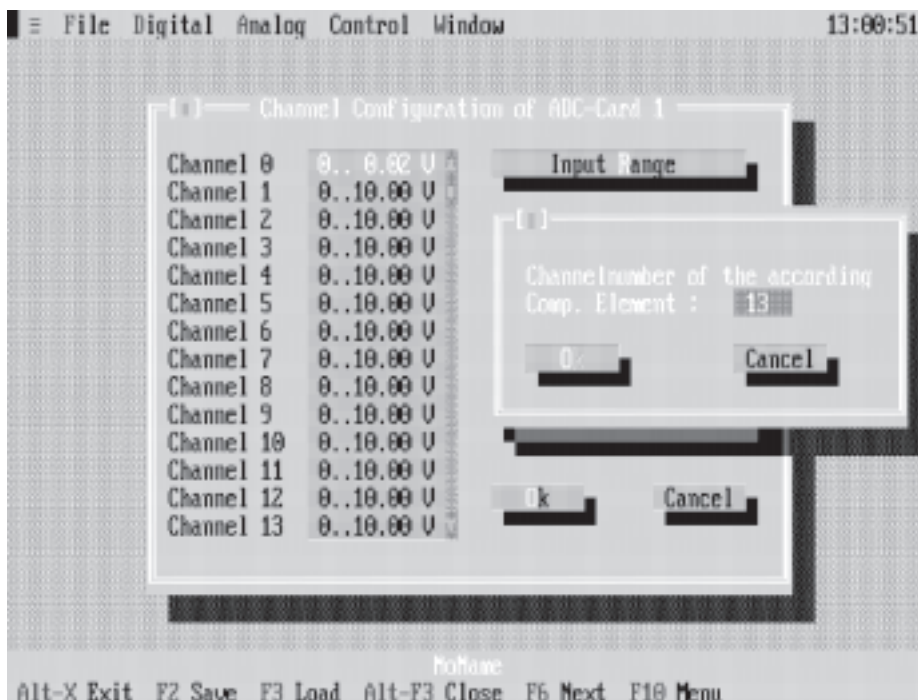 ≡ File Digital Analog Control Window 13:00:51
Channel Configuration of ADC-Card 1
Channel 0 0.. 0.02 V Input Range
Channel 1 0..10.00 V
Channel 2 0..10.00 V
Channel 3 0..10.00 V
Channel 4 0..10.00 V
Channel 5 0..10.00 V
Channel 6 0..10.00 V
Channel 7 0..10.00 V
Channel 8 0..10.00 V
Channel 9 0..10.00 V
Channel 10 0..10.00 V
Channel 11 0..10.00 V
Channel 12 0..10.00 V
Channel 13 0..10.00 V
Channelnumber of the according
Comp. Element : 13
Ok Cancel
Ok Cancel
NoName
Alt-X Exit F2 Save F3 Load Alt-F3 Close F6 Next F10 Menu